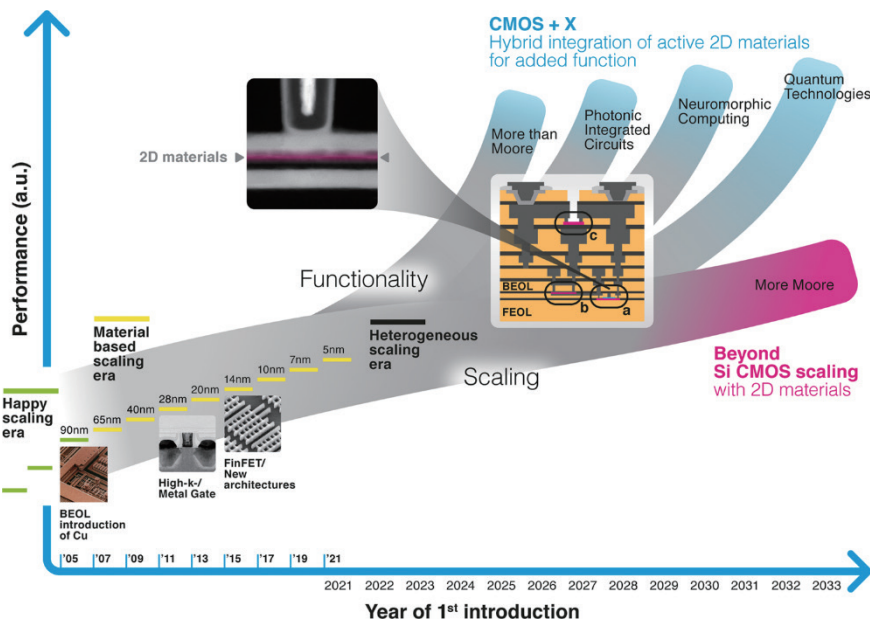 CMOS + X
Hybrid integration of active 2D materials
for added function
Quantum
Technologies
Neuromorphic
Computing
Photonic
Integrated
Circuits
More than
Moore
2D materials
c
BEOL
FEOL
b
a
Functionality
More Moore
Performance (a.u.)
Material
based
scaling
era
Heterogeneous
scaling
era
Scaling
Beyond
Si CMOS scaling
with 2D materials
Happy
scaling
era
90nm
65nm
40nm
28nm
20nm
14nm
10nm
7nm
5nm
BEOL
introduction
of Cu
High-k-/
Metal Gate
FinFET/
New
architectures
'05
'07
'09
'11
'13
'15
'17
'19
'21
2021
2022
2023
2024
2025
2026
2027
2028
2029
2030
2031
2032
2033
Year of 1st introduction